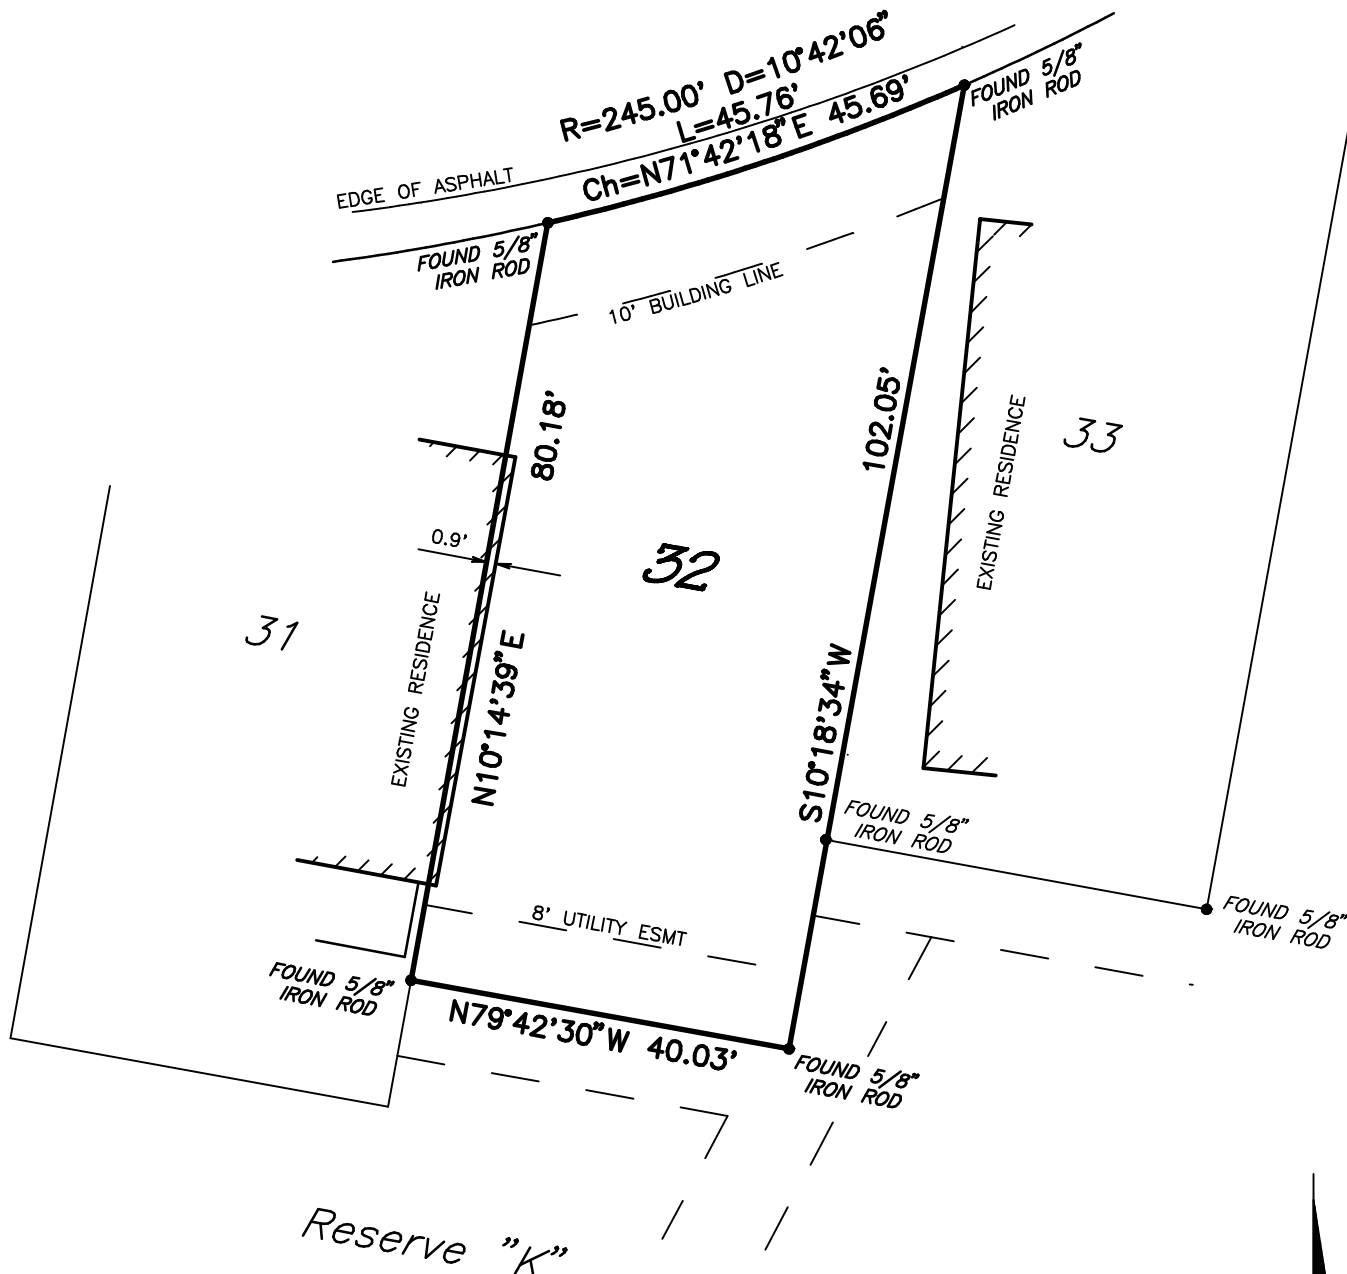 R=245.00' D=10°42'06"
L=45.76'
Ch=N71°42'18"E 45.69'
FOUND 5/8"
IRON ROD
EDGE OF ASPHALT
FOUND 5/8"
IRON ROD
10' BUILDING LINE
80.18'
102.05'
EXISTING RESIDENCE
33
0.9'
32
31
EXISTING RESIDENCE
N10°14'39"E
S10°18'34"W
FOUND 5/8"
IRON ROD
8' UTILITY ESMT
FOUND 5/8"
IRON ROD
FOUND 5/8"
IRON ROD
N79°42'30"W 40.03'
FOUND 5/8"
IRON ROD
Reserve "K"